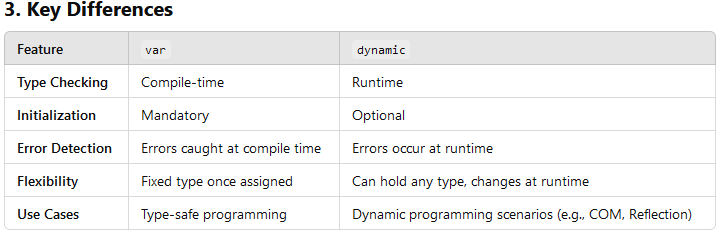 3. Key Differences
Feature var dynamic
Type Checking Compile-time Runtime
Initialization Mandatory Optional
Error Detection Errors caught at compile time Errors occur at runtime
Flexibility Fixed type once assigned Can hold any type, changes at runtime
Use Cases Type-safe programming Dynamic programming scenarios (e.g., COM, Reflection)